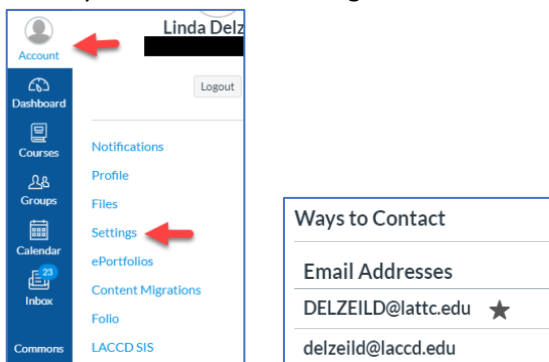 Account
Linda Delz
Logout
Dashboard
Courses
Groups
Calendar
23
Inbox
Commons
Notifications
Profile
Files
Settings
ePortfolios
Content Migrations
Folio
LACCD SIS
Ways to Contact
Email Addresses
DELZEILD@lattc.edu
delzeild@laccd.edu